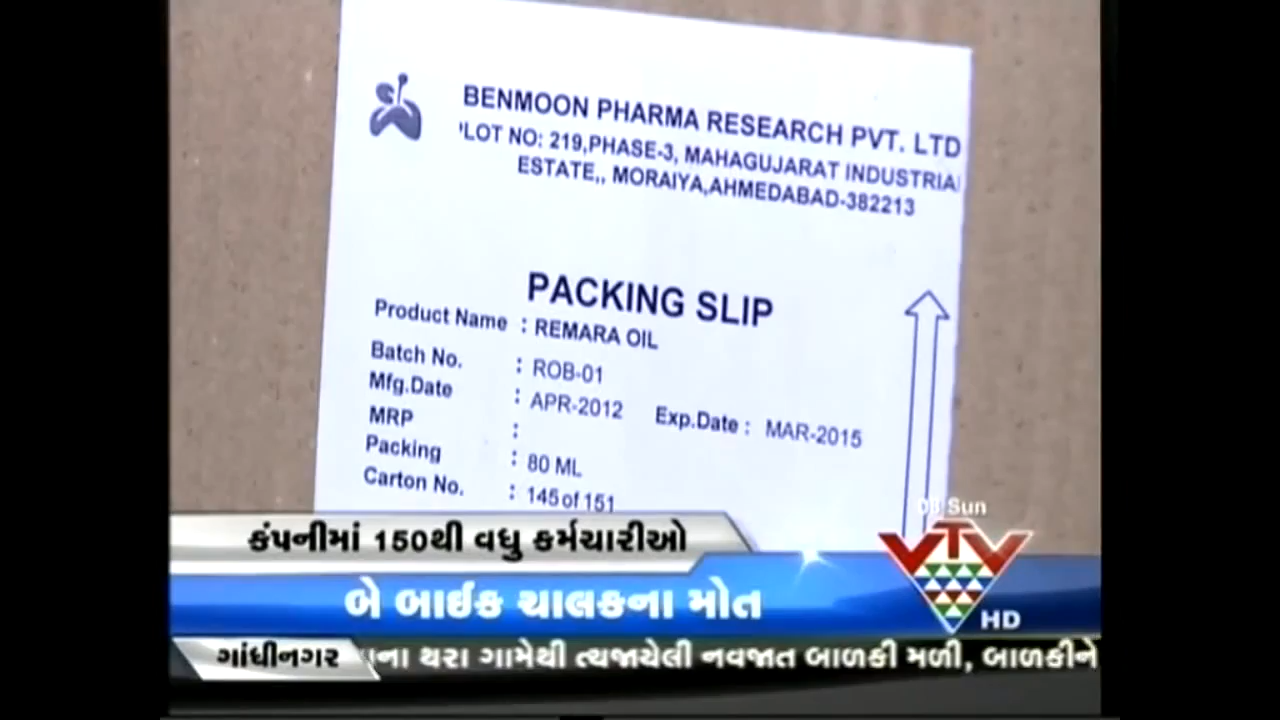 BENMOON PHARMA RESEARCH PVT. LTD
LOT NO: 219,PHASE-3, MAHAGUJARAT INDUSTRIA
ESTATE,, MORAIYA,AHMEDABAD-382213
PACKING SLIP
Product Name : REMARA OIL
Batch No. : ROB-01
Mfg.Date : APR-2012 Exp.Date : MAR-2015
MRP :
Packing : 80 ML
Carton No. : 145 of 151
Sun
કંપનીમાં 150થી વધુ કર્મચારીઓ
VTV
HD
બે બાઈક ચાલકના મોત
ગાંધીનગર
ના થરા ગામેથી ત્યજાયેલી નવજાત બાળકી મળી, બાળકીને